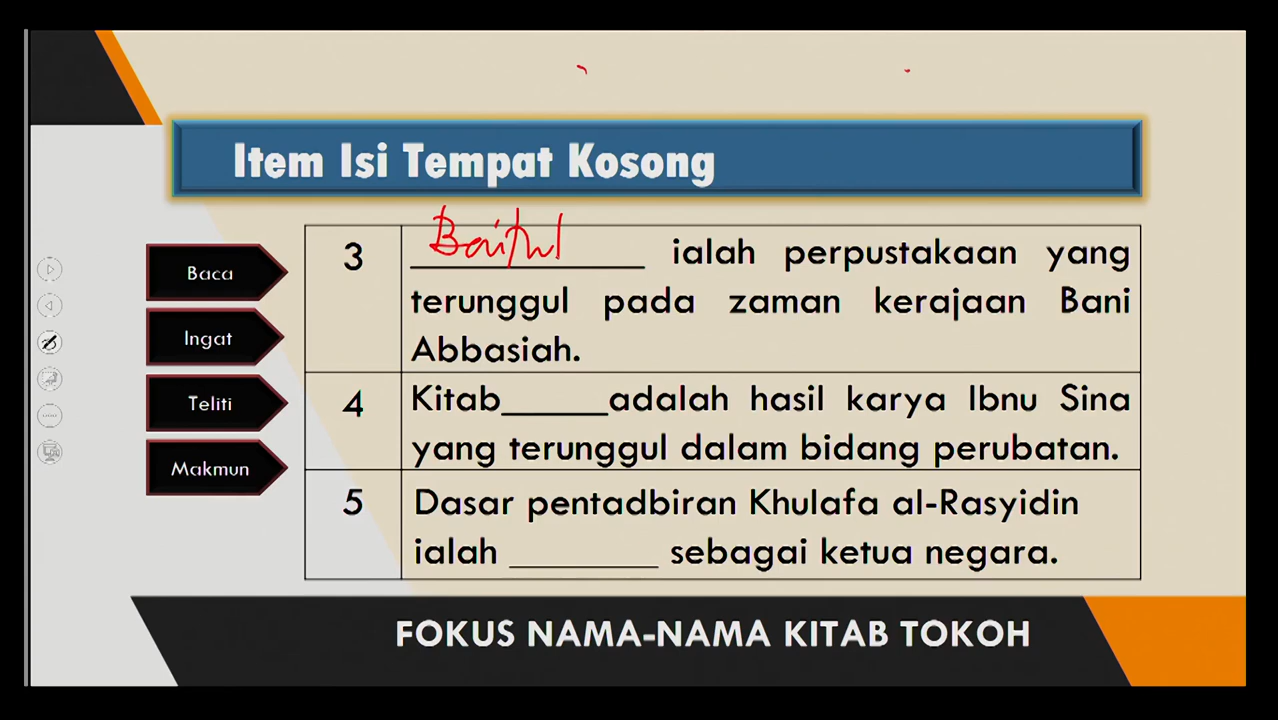 Item Isi Tempat Kosong
Baca
Ingat
Teliti
Makmun
3
Baitul ialah perpustakaan yang
terunggul pada zaman kerajaan Bani
Abbasiah.
4
Kitab______adalah hasil karya Ibnu Sina
yang terunggul dalam bidang perubatan.
5
Dasar pentadbiran Khulafa al-Rasyidin
ialah ________ sebagai ketua negara.
FOKUS NAMA-NAMA KITAB TOKOH